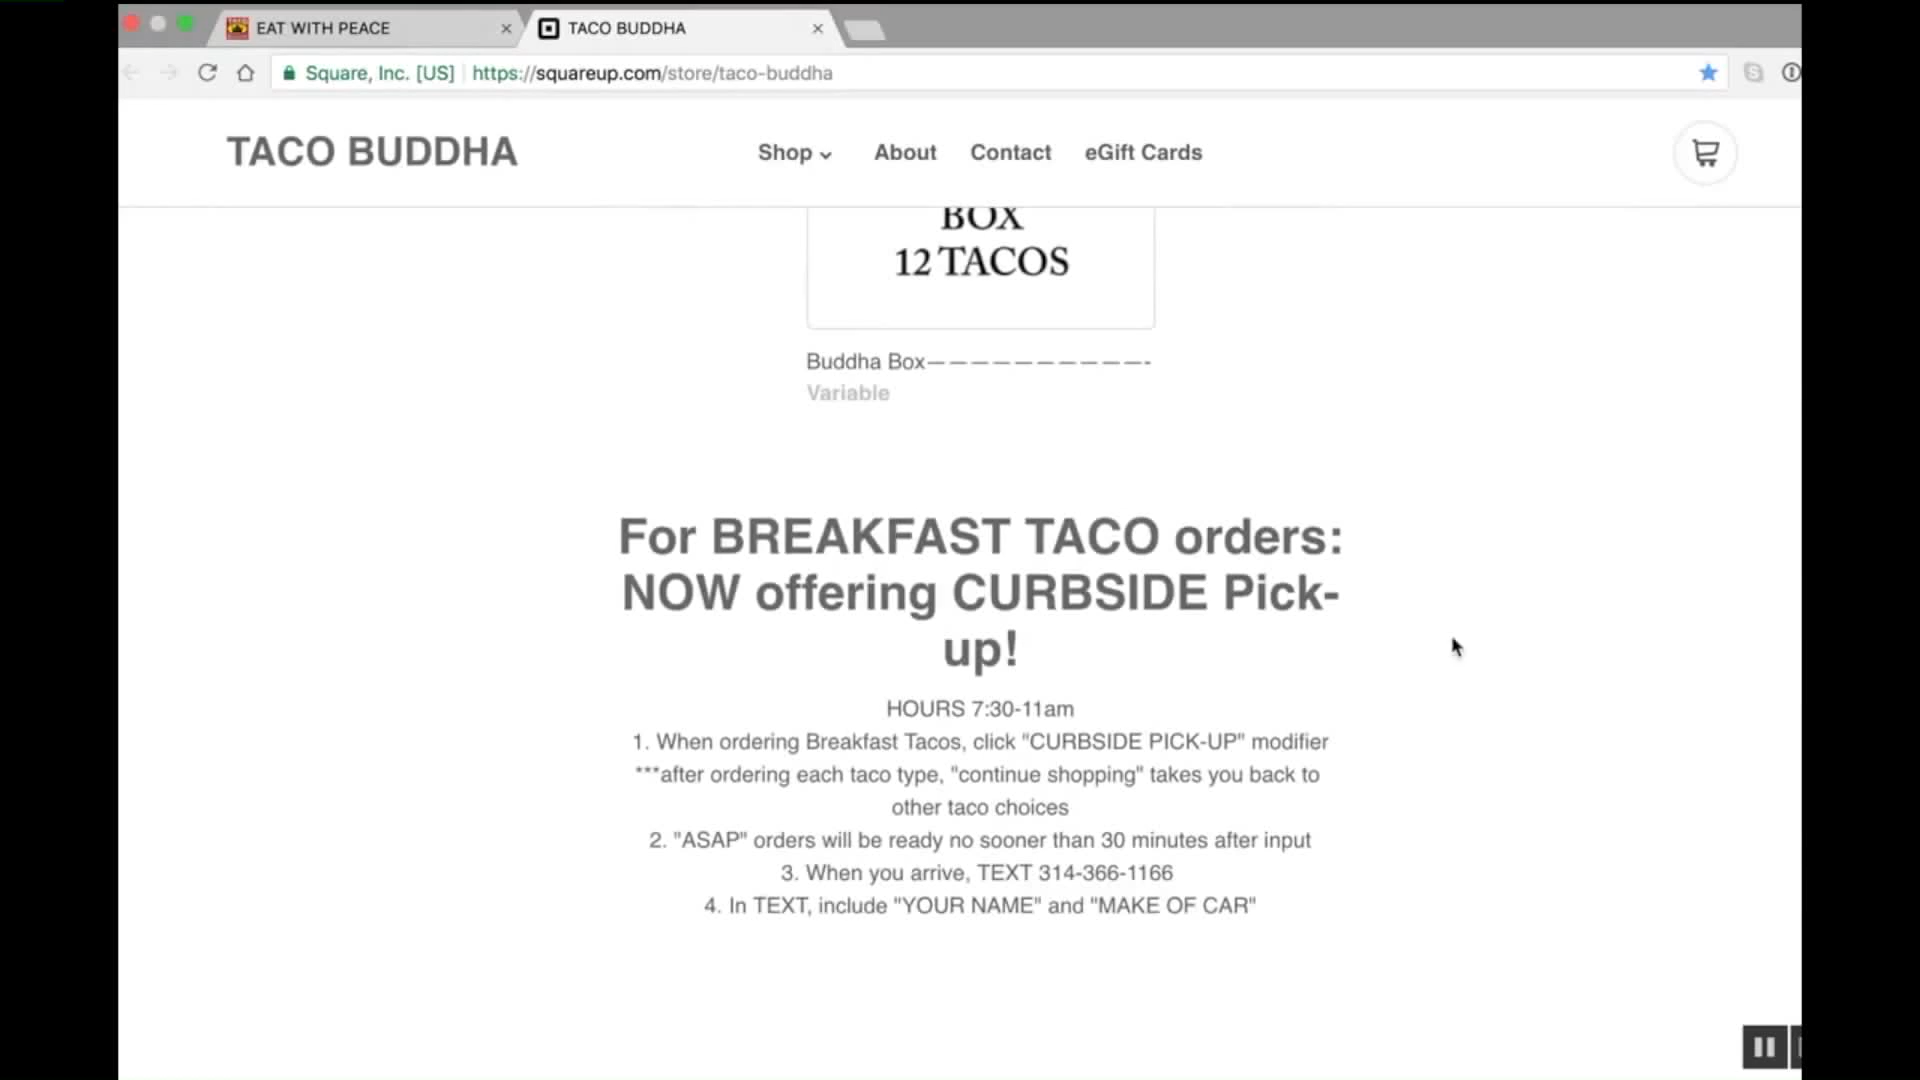 EAT WITH PEACE
TACO BUDDHA
Square, Inc. [US] https://squareup.com/store/taco-buddha
TACO BUDDHA
Shop About Contact eGift Cards
BOX
12 TACOS
Buddha Box———————————-
Variable
For BREAKFAST TACO orders:
NOW offering CURBSIDE Pick-
up!
HOURS 7:30-11am
1. When ordering Breakfast Tacos, click "CURBSIDE PICK-UP" modifier
***after ordering each taco type, "continue shopping" takes you back to
other taco choices
2. "ASAP" orders will be ready no sooner than 30 minutes after input
3. When you arrive, TEXT 314-366-1166
4. In TEXT, include "YOUR NAME" and "MAKE OF CAR"